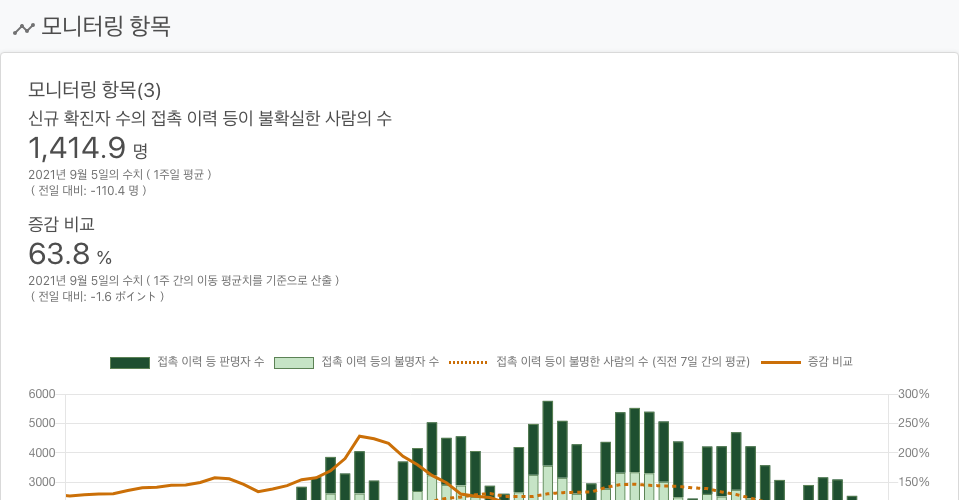 모니터링 항목
모니터링 항목(3)
신규 확진자 수의 접촉 이력 등이 불확실한 사람의 수
1,414.9 명
2021년 9월 5일의 수치 ( 1주일 평균 )
( 전일 대비: -110.4 명 )
증감 비교
63.8 %
2021년 9월 5일의 수치 ( 1주 간의 이동 평균치를 기준으로 산출 )
( 전일 대비: -1.6 ポイント )
접촉 이력 등 판명자 수 접촉 이력 등의 불명자 수 접촉 이력 등이 불명한 사람의 수 (직전 7일 간의 평균) 증감 비교
6000 300%
5000 250%
4000 200%
3000 150%